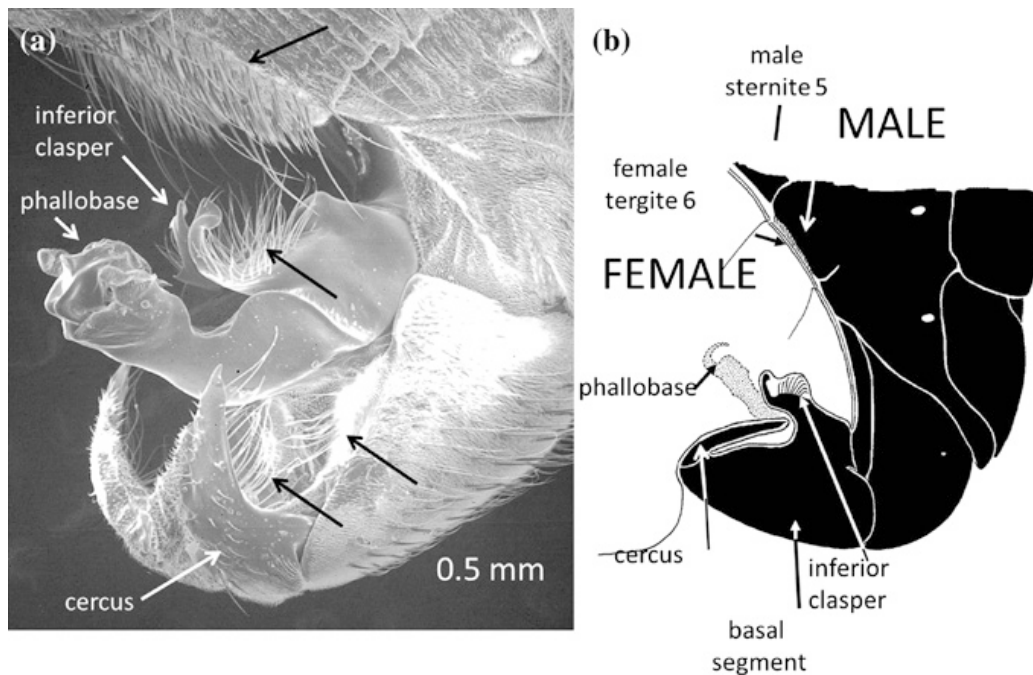 (a)
inferior
clasper
phallobase
cercus
0.5 mm
(b)
male
sternite 5
MALE
female
tergite 6
FEMALE
phallobase
cercus
inferior
clasper
basal
segment